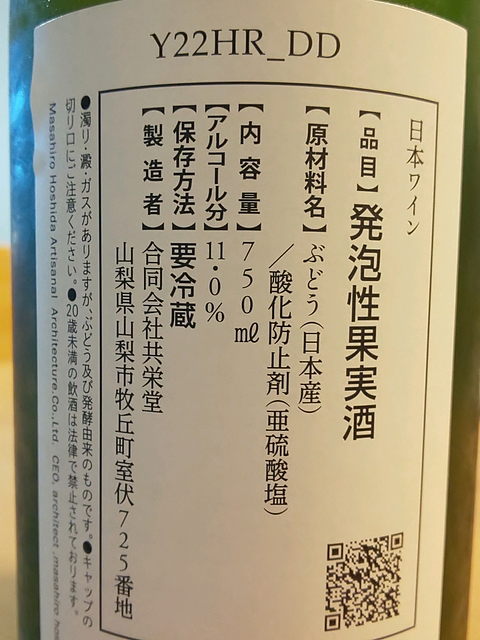 Y22HR_DD
日本ワイン
【品目】発泡性果実酒
【原材料名】ぶどう(日本産)
／酸化防止剤(亜硫酸塩)
【内容量】750㎖
【アルコール分】11・0%
【保存方法】要冷蔵
【製造者】合同会社共栄堂
山梨県山梨市牧丘町室伏725番地
●濁り・澱・ガスがありますが、ぶどう及び発酵由来のものです。●キャップの
切り口にご注意ください。●20歳未満の飲酒は法律で禁止されております。
Masahiro Hoshida Artisanal Architecture.Co.,Ltd. CEO, architect ,masahiro hos